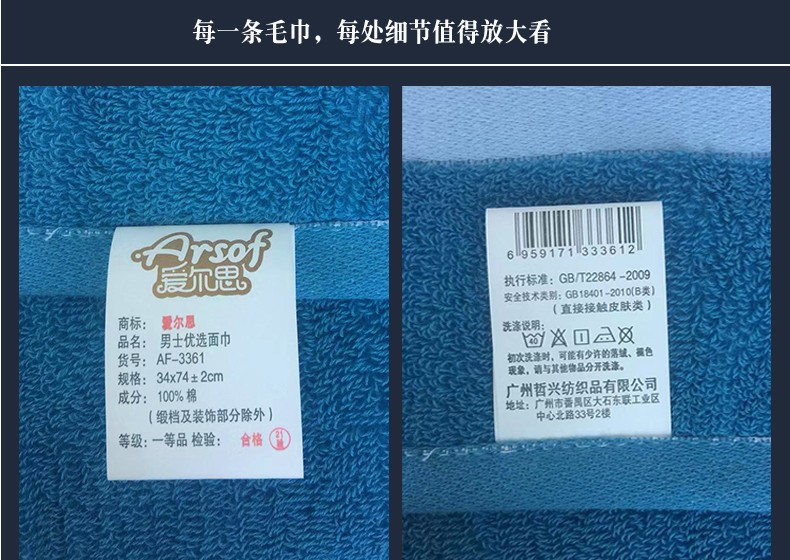 每一条毛巾，每处细节值得放大看
Arsof
爱尔思
商标： 爱尔思
品名： 男士优选面巾
货号： AF-3361
规格： 34x74±2cm
成分： 100% 棉
（缎档及装饰部分除外）
等级： 一等品 检验： 合格
6 959171 333612
执行标准： GB/T22864 -2009
安全技术类别： GB18401-2010(B类)
（直接接触皮肤类）
洗涤说明：
40
初次洗涤时，可能有少许的落绒、褪色
现象，请与其他物品分开洗涤。
广州哲兴纺织品有限公司
地址： 广州市番禺区大石东联工业区
中心北路33号2楼